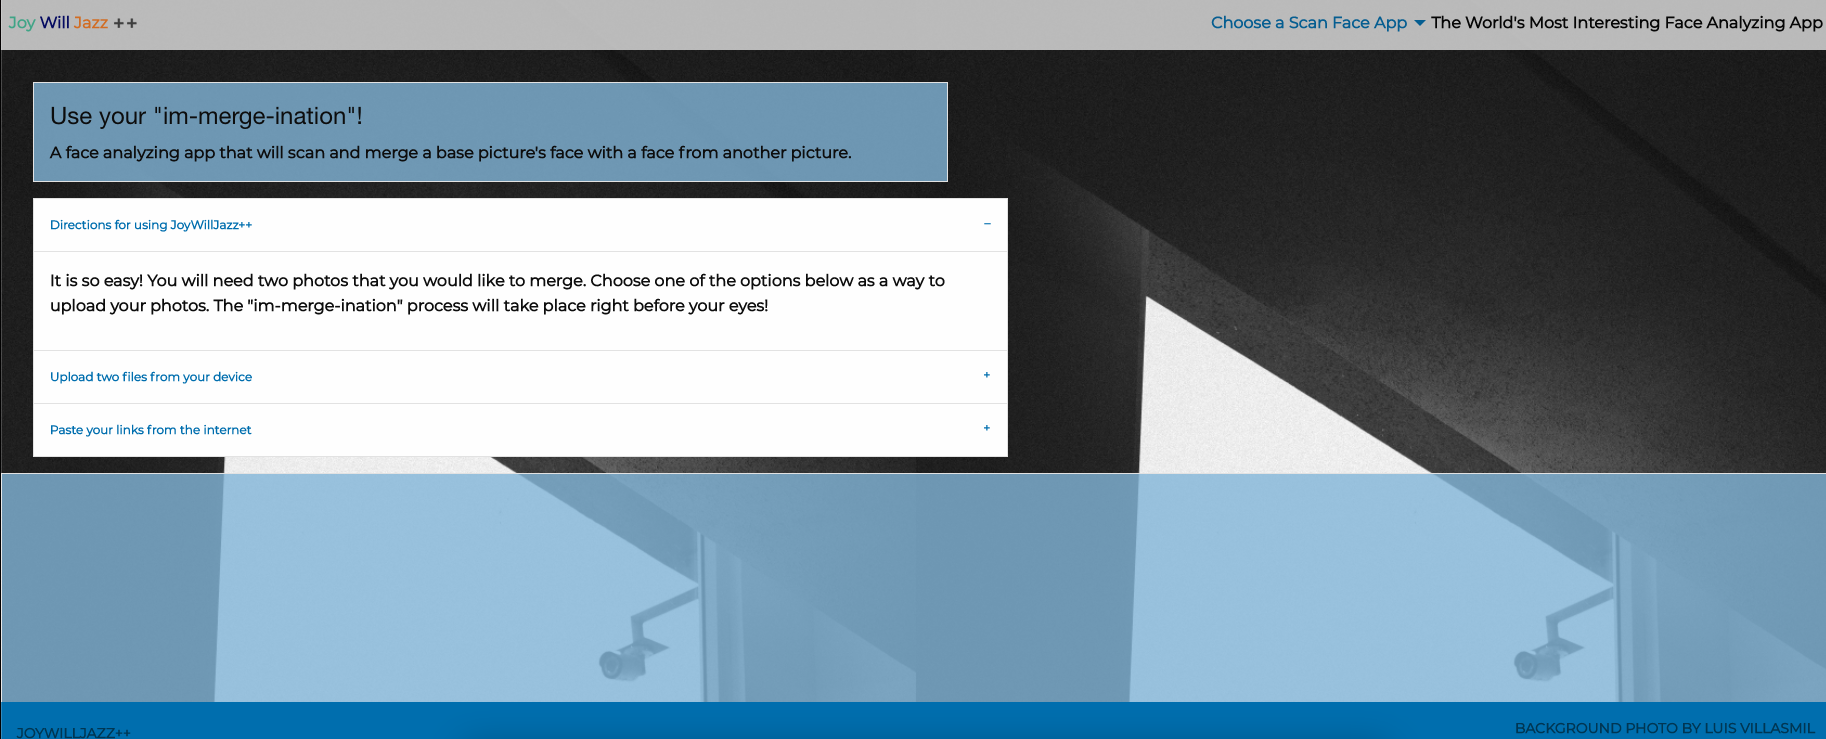 Joy Will Jazz ++
Choose a Scan Face App The World's Most Interesting Face Analyzing App
Use your "im-merge-ination"!
A face analyzing app that will scan and merge a base picture's face with a face from another picture.
Directions for using JoyWillJazz++ −
It is so easy! You will need two photos that you would like to merge. Choose one of the options below as a way to
upload your photos. The "im-merge-ination" process will take place right before your eyes!
Upload two files from your device +
Paste your links from the internet +
JOYWILLJAZZ++
BACKGROUND PHOTO BY LUIS VILLASMIL